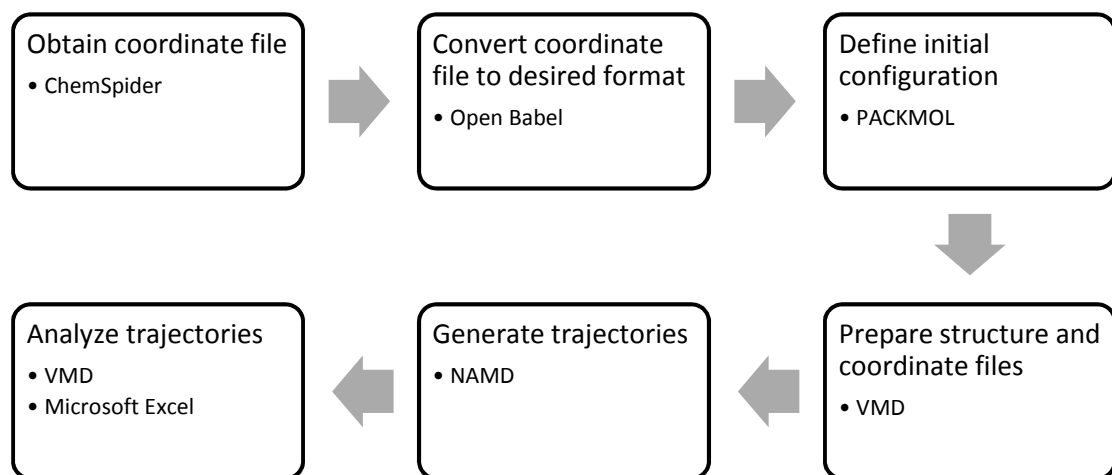 Obtain coordinate file
• ChemSpider
Convert coordinate
file to desired format
• Open Babel
Define initial
configuration
• PACKMOL
Prepare structure and
coordinate files
• VMD
Generate trajectories
• NAMD
Analyze trajectories
• VMD
• Microsoft Excel